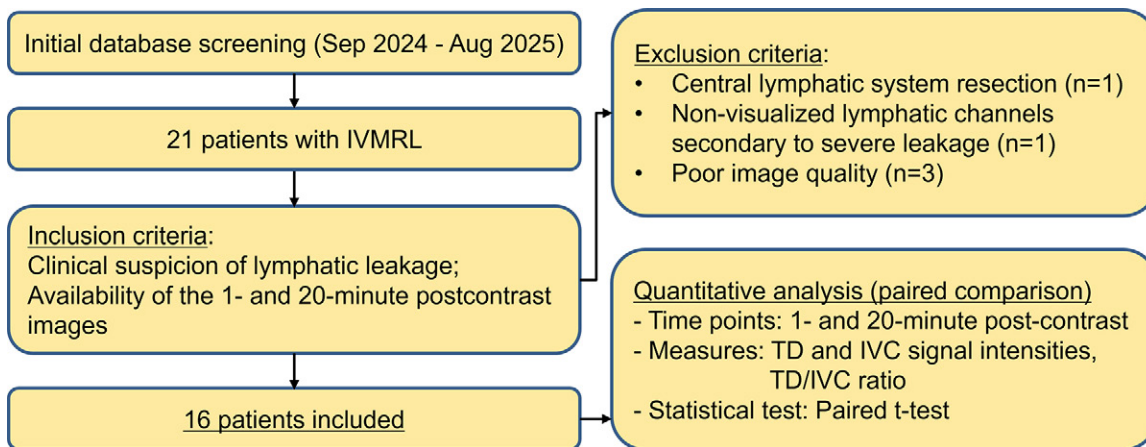 Initial database screening (Sep 2024 - Aug 2025)
21 patients with IVMRL
Inclusion criteria:
Clinical suspicion of lymphatic leakage;
Availability of the 1- and 20-minute postcontrast
images
16 patients included
Exclusion criteria:
• Central lymphatic system resection (n=1)
• Non-visualized lymphatic channels
secondary to severe leakage (n=1)
• Poor image quality (n=3)
Quantitative analysis (paired comparison)
- Time points: 1- and 20-minute post-contrast
- Measures: TD and IVC signal intensities,
TD/IVC ratio
- Statistical test: Paired t-test